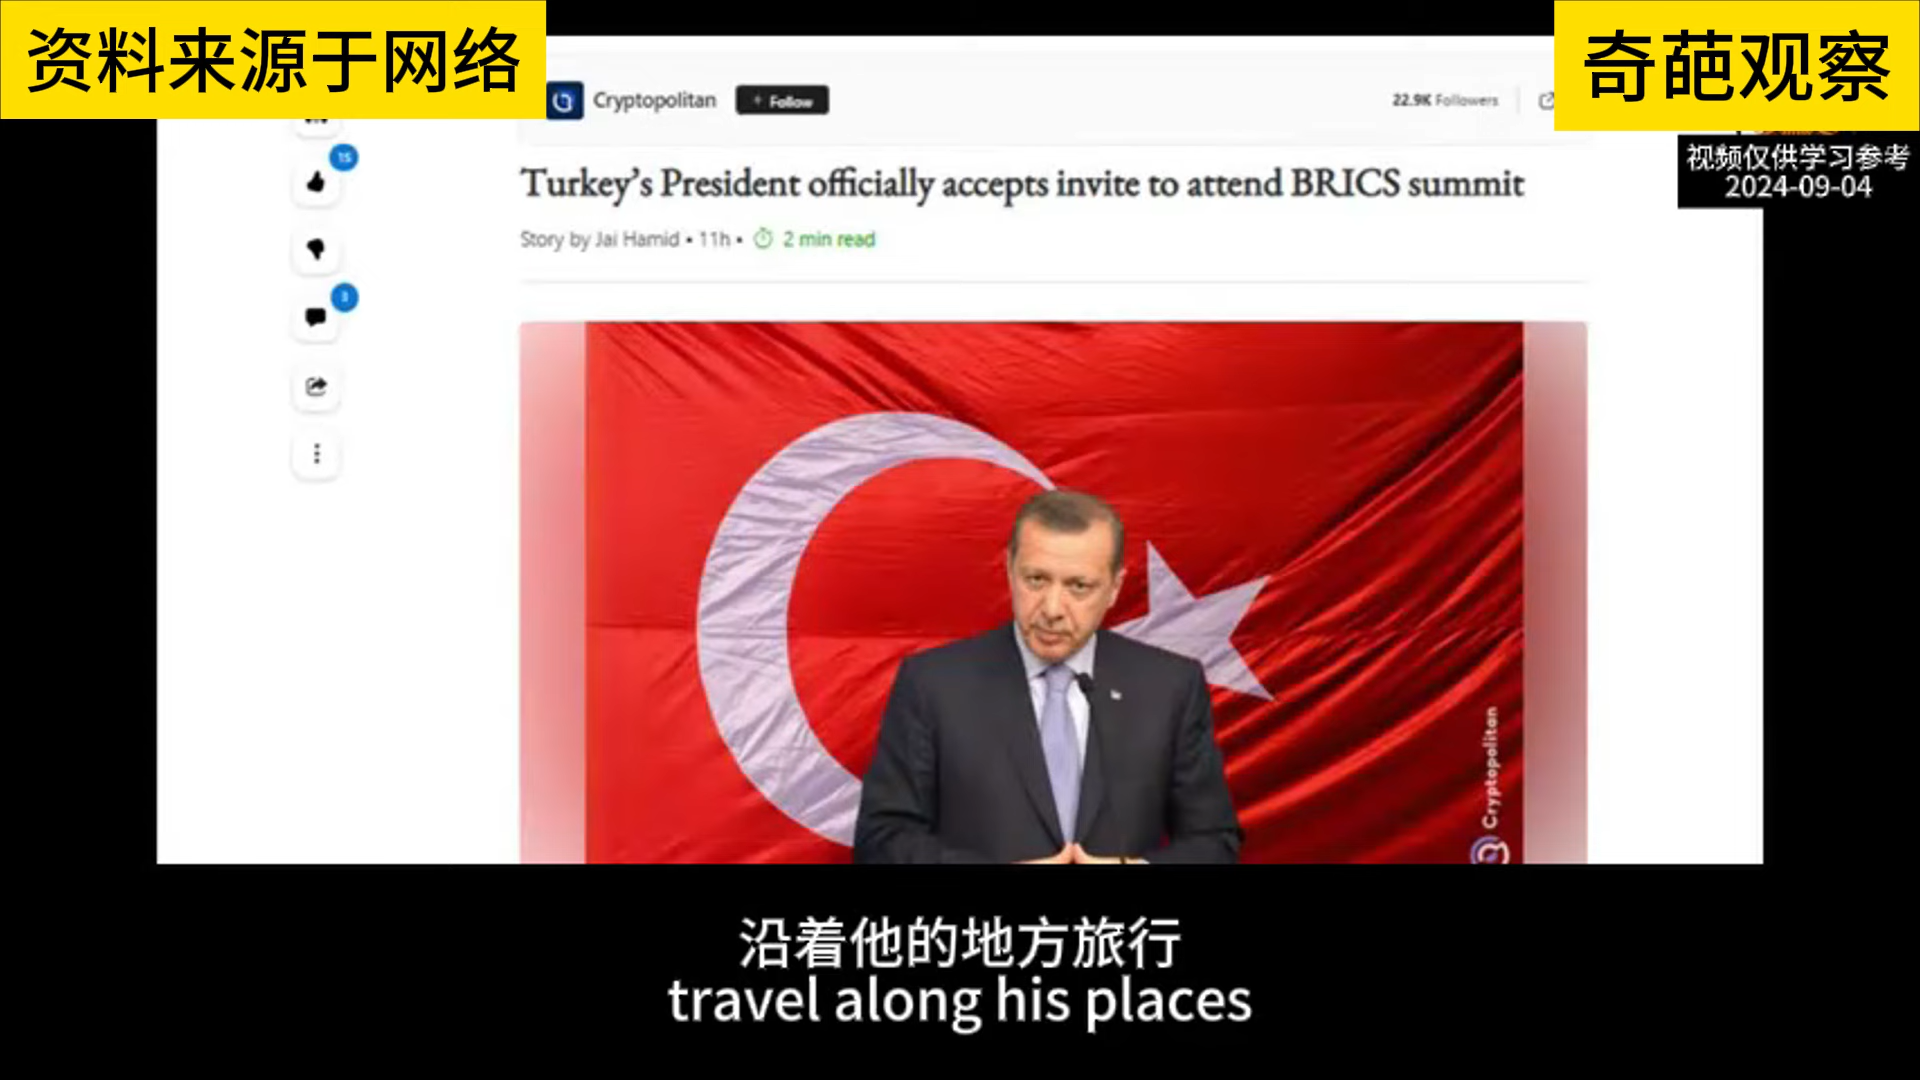 资料来源于网络
奇葩观察
Cryptopolitan
+ Follow
22.9K Followers
视频仅供学习参考
2024-09-04
15
Turkey's President officially accepts invite to attend BRICS summit
Story by Jai Hamid • 11h • 2 min read
3
Cryptopolitan
沿着他的地方旅行
travel along his places